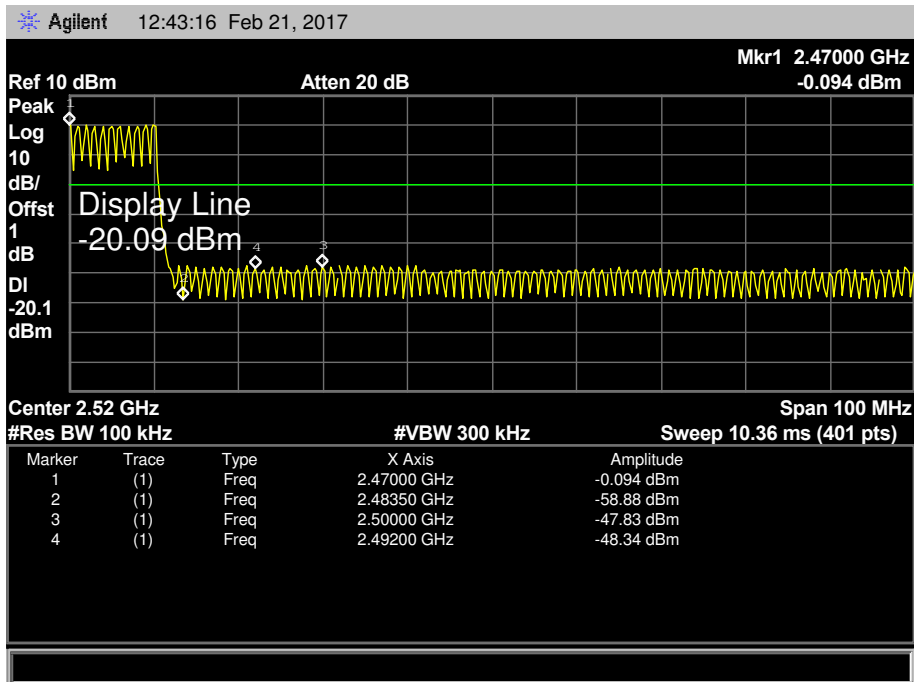 Agilent 12:43:16 Feb 21, 2017
Mkr1 2.47000 GHz
Ref 10 dBm Atten 20 dB -0.094 dBm
Peak
Log
10
dB/
Offst
1
dB
DI
-20.1
dBm
1
Display Line
-20.09 dBm
4
3
2
Center 2.52 GHz Span 100 MHz
#Res BW 100 kHz #VBW 300 kHz Sweep 10.36 ms (401 pts)
Marker Trace Type X Axis Amplitude
1 (1) Freq 2.47000 GHz -0.094 dBm
2 (1) Freq 2.48350 GHz -58.88 dBm
3 (1) Freq 2.50000 GHz -47.83 dBm
4 (1) Freq 2.49200 GHz -48.34 dBm